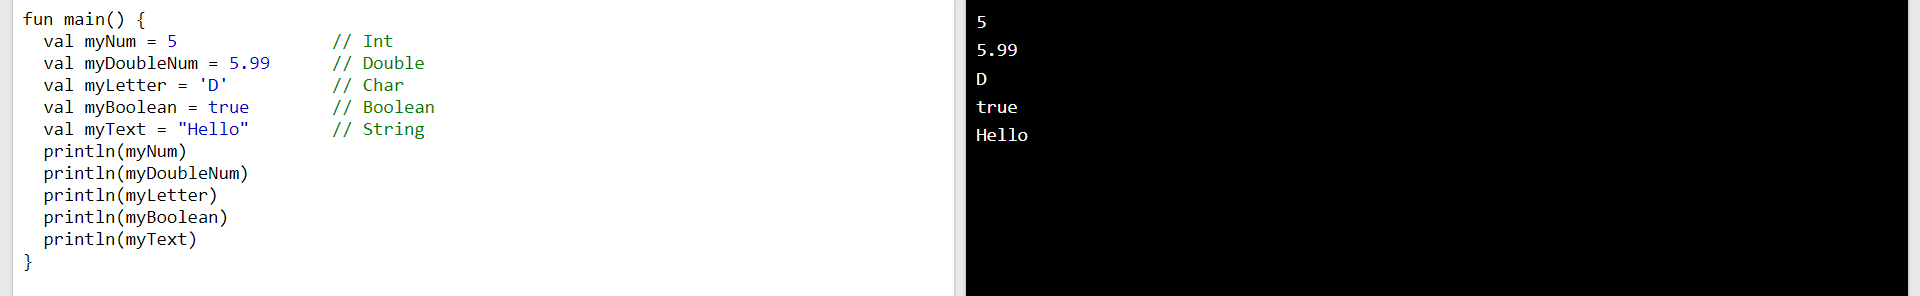 fun main() {
  val myNum = 5               // Int
  val myDoubleNum = 5.99      // Double
  val myLetter = 'D'          // Char
  val myBoolean = true        // Boolean
  val myText = "Hello"        // String
  println(myNum)
  println(myDoubleNum)
  println(myLetter)
  println(myBoolean)
  println(myText)
}
5
5.99
D
true
Hello